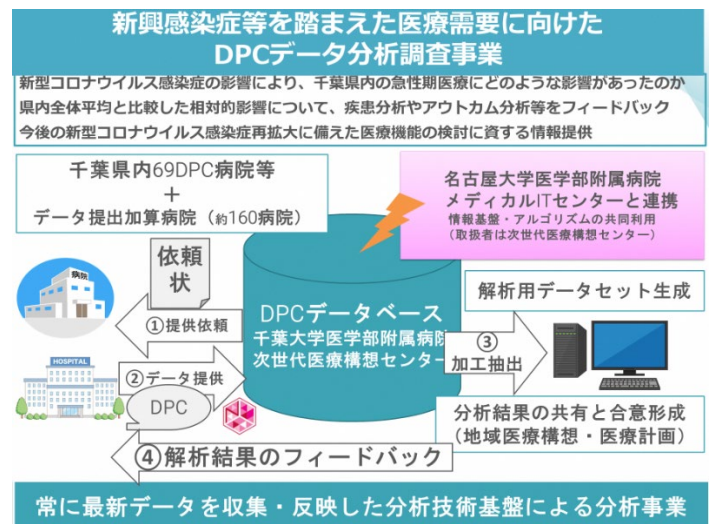 新興感染症等を踏まえた医療需要に向けた
DPCデータ分析調査事業
新型コロナウイルス感染症の影響により、千葉県内の急性期医療にどのような影響があったのか
県内全体平均と比較した相対的影響について、疾患分析やアウトカム分析等をフィードバック
今後の新型コロナウイルス感染症再拡大に備えた医療機能の検討に資する情報提供
千葉県内69DPC病院等
＋
データ提出加算病院（約160病院）
名古屋大学医学部附属病院
メディカルITセンターと連携
情報基盤・アルゴリズムの共同利用
（取扱者は次世代医療構想センター）
病院
依頼
状
①提供依頼
DPCデータベース
千葉大学医学部附属病院
次世代医療構想センター
解析用データセット生成
③
加工抽出
HOSPITAL
②データ提供
DPC
分析結果の共有と合意形成
（地域医療構想・医療計画）
④解析結果のフィードバック
常に最新データを収集・反映した分析技術基盤による分析事業